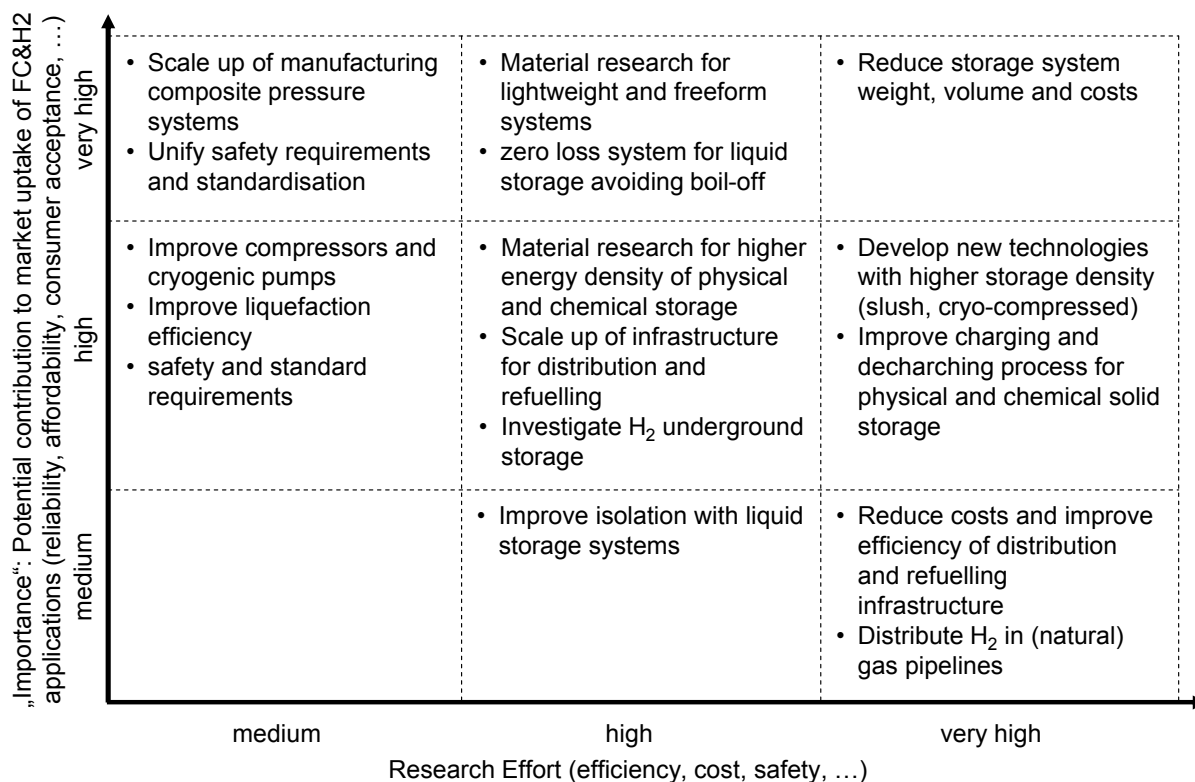 „Importance“: Potential contribution to market uptake of FC&H2
applications (reliability, affordability, consumer acceptance, …)
very high
• Scale up of manufacturing
composite pressure
systems
• Unify safety requirements
and standardisation
• Material research for
lightweight and freeform
systems
• zero loss system for liquid
storage avoiding boil-off
• Reduce storage system
weight, volume and costs
high
• Improve compressors and
cryogenic pumps
• Improve liquefaction
efficiency
• safety and standard
requirements
• Material research for higher
energy density of physical
and chemical storage
• Scale up of infrastructure
for distribution and
refuelling
• Investigate H2 underground
storage
• Develop new technologies
with higher storage density
(slush, cryo-compressed)
• Improve charging and
decharching process for
physical and chemical solid
storage
medium
• Improve isolation with liquid
storage systems
• Reduce costs and improve
efficiency of distribution
and refuelling
infrastructure
• Distribute H2 in (natural)
gas pipelines
medium
high
very high
Research Effort (efficiency, cost, safety, …)